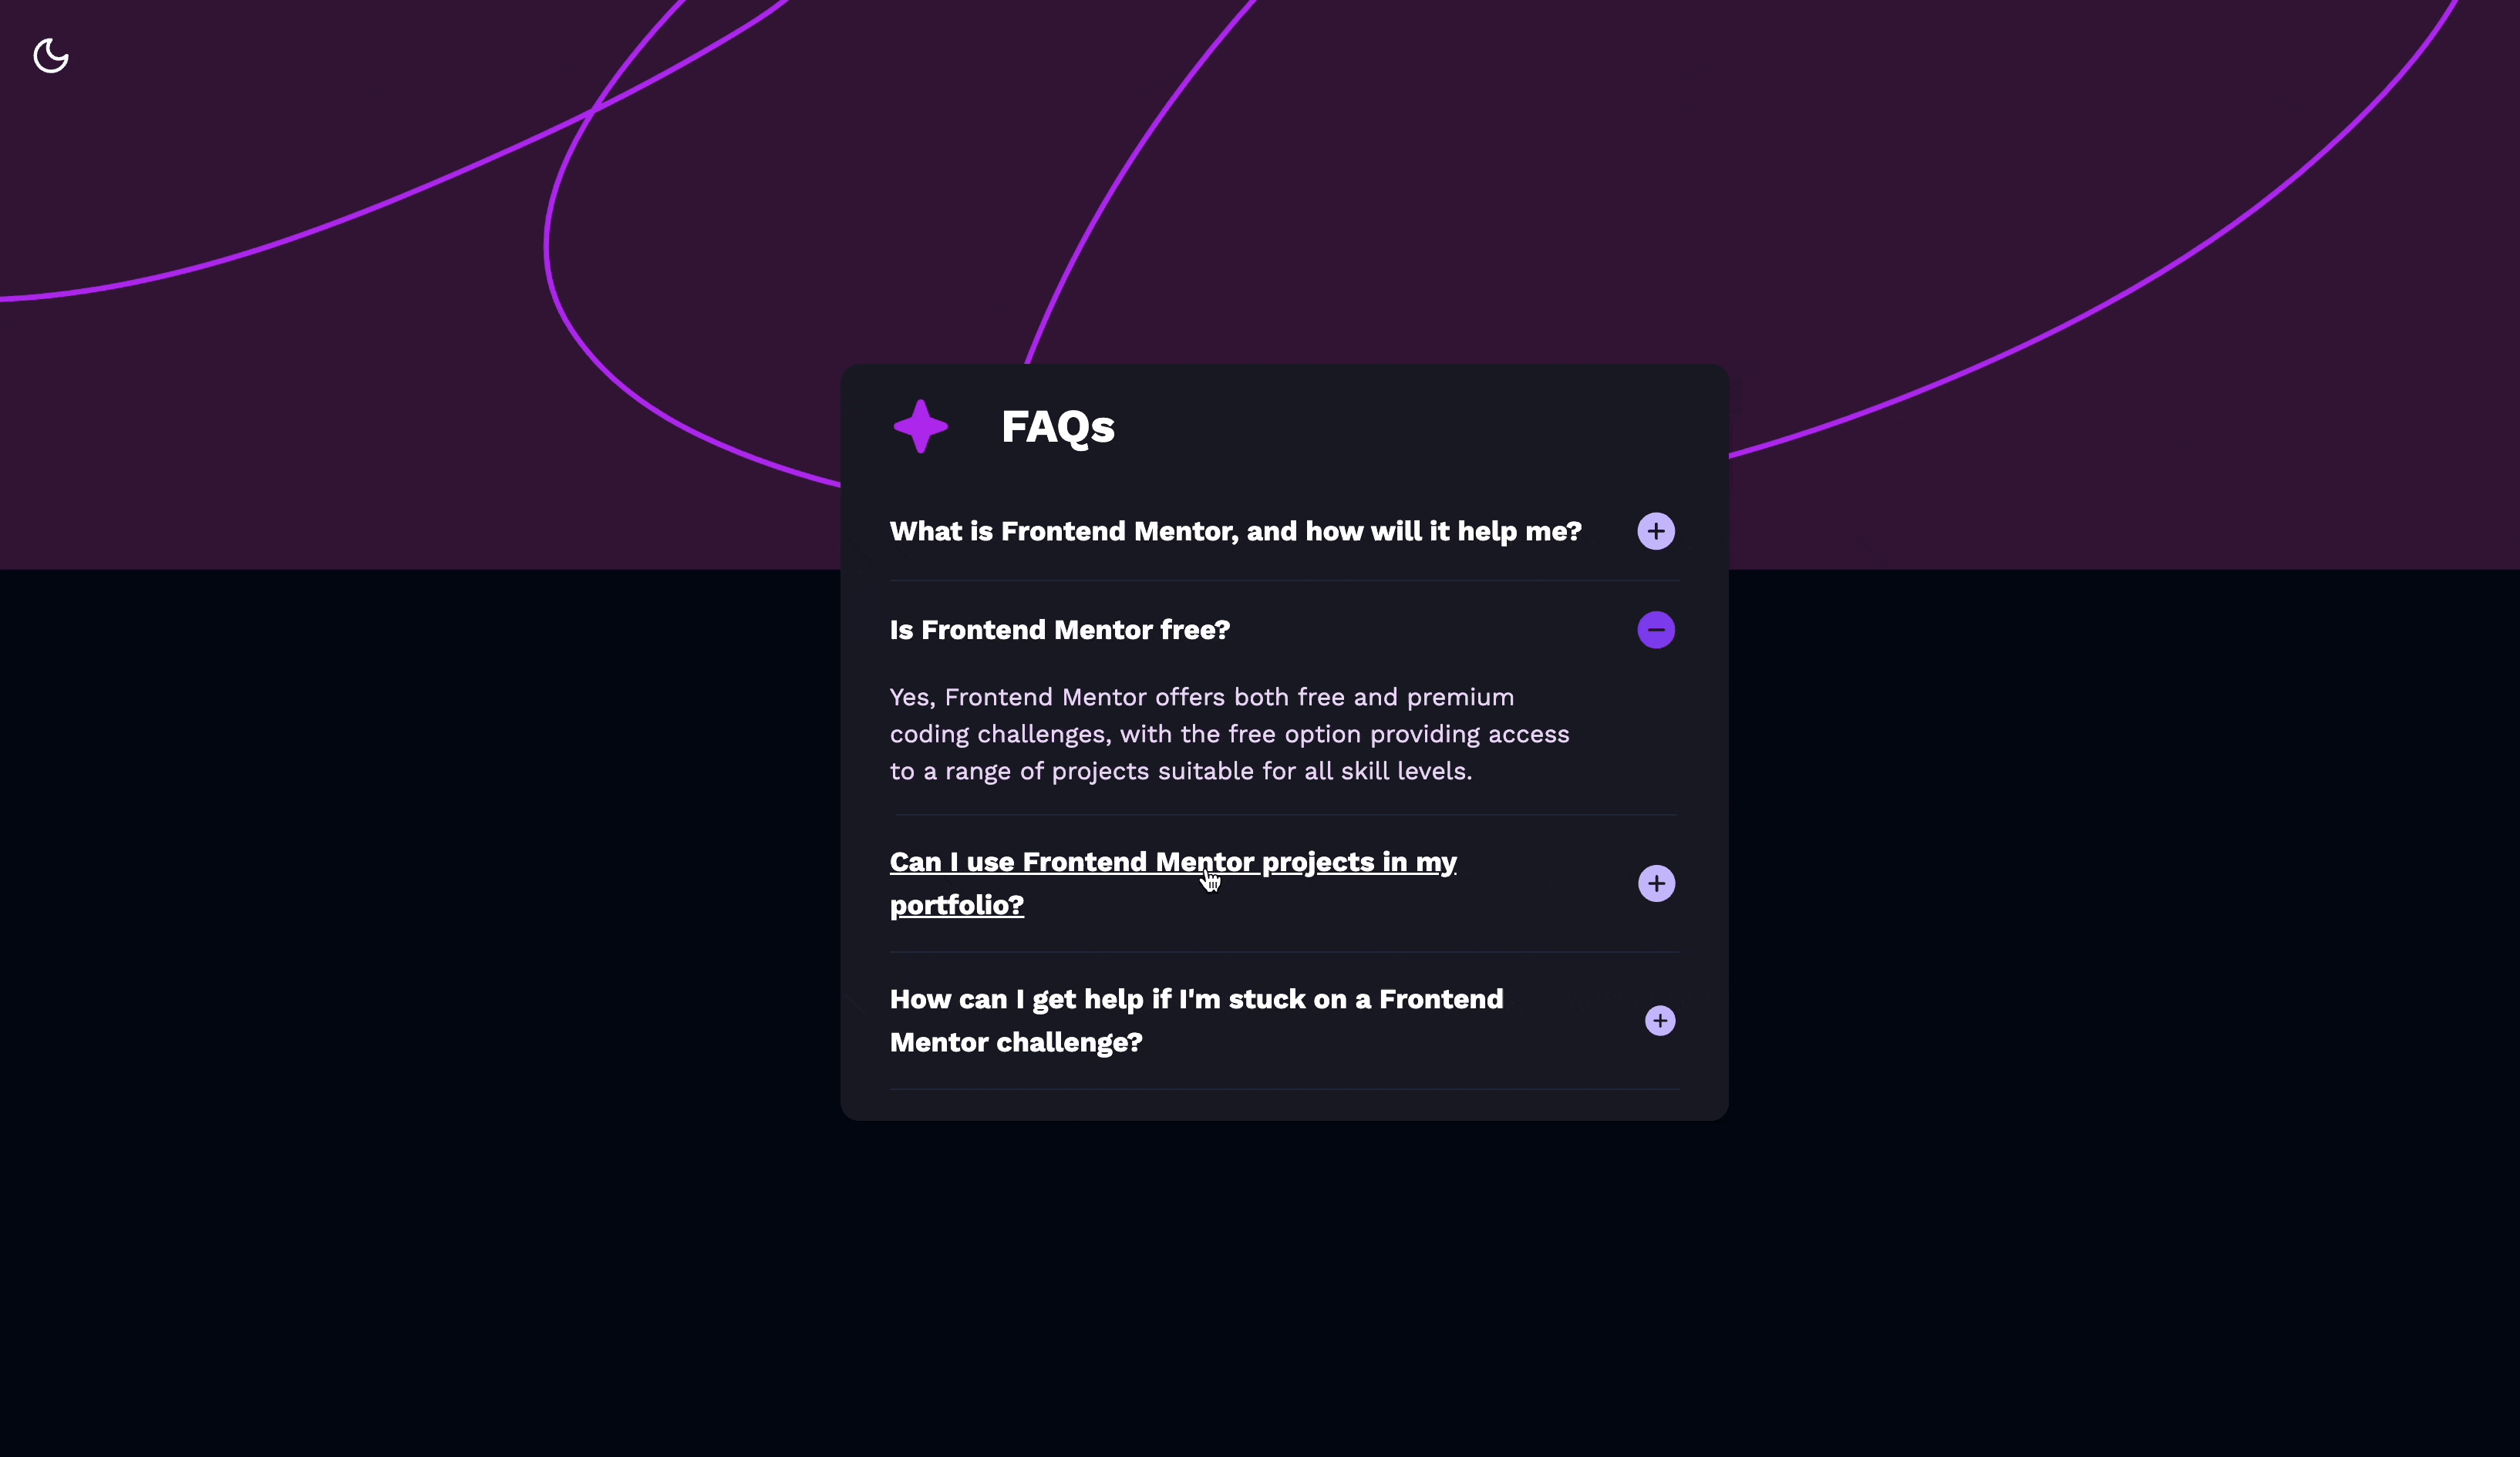 FAQs
What is Frontend Mentor, and how will it help me?
Is Frontend Mentor free?
Yes, Frontend Mentor offers both free and premium
coding challenges, with the free option providing access
to a range of projects suitable for all skill levels.
Can I use Frontend Mentor projects in my
portfolio?
How can I get help if I'm stuck on a Frontend
Mentor challenge?